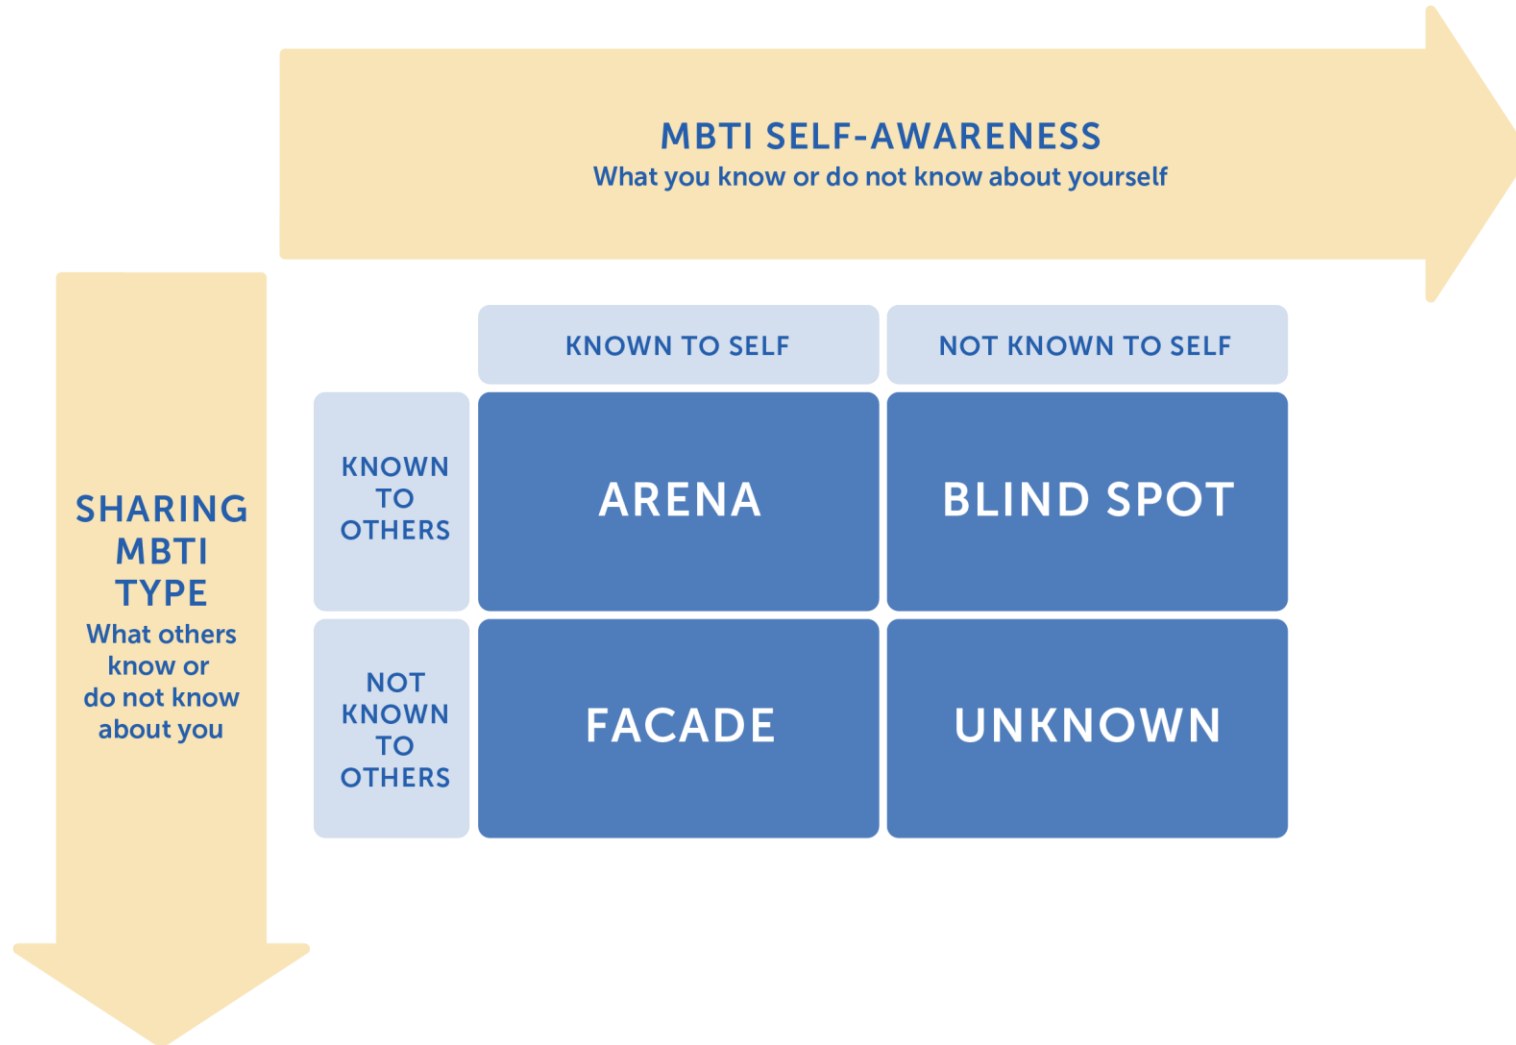 MBTI SELF-AWARENESS
What you know or do not know about yourself
KNOWN TO SELF
NOT KNOWN TO SELF
SHARING
MBTI
TYPE
What others
know or
do not know
about you
KNOWN
TO
OTHERS
ARENA
BLIND SPOT
NOT
KNOWN
TO
OTHERS
FACADE
UNKNOWN